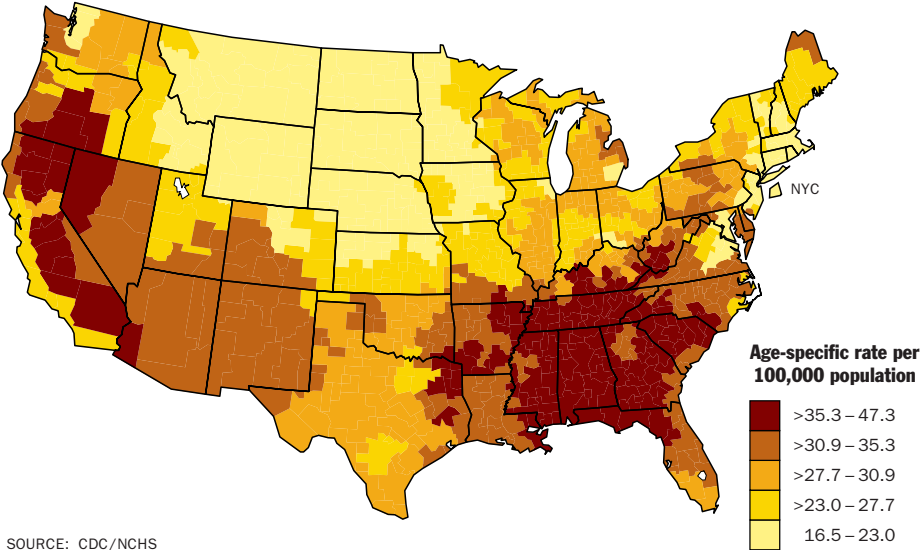 NYC
Age-specific rate per
100,000 population
>35.3 – 47.3
>30.9 – 35.3
>27.7 – 30.9
>23.0 – 27.7
16.5 – 23.0
SOURCE: CDC/NCHS